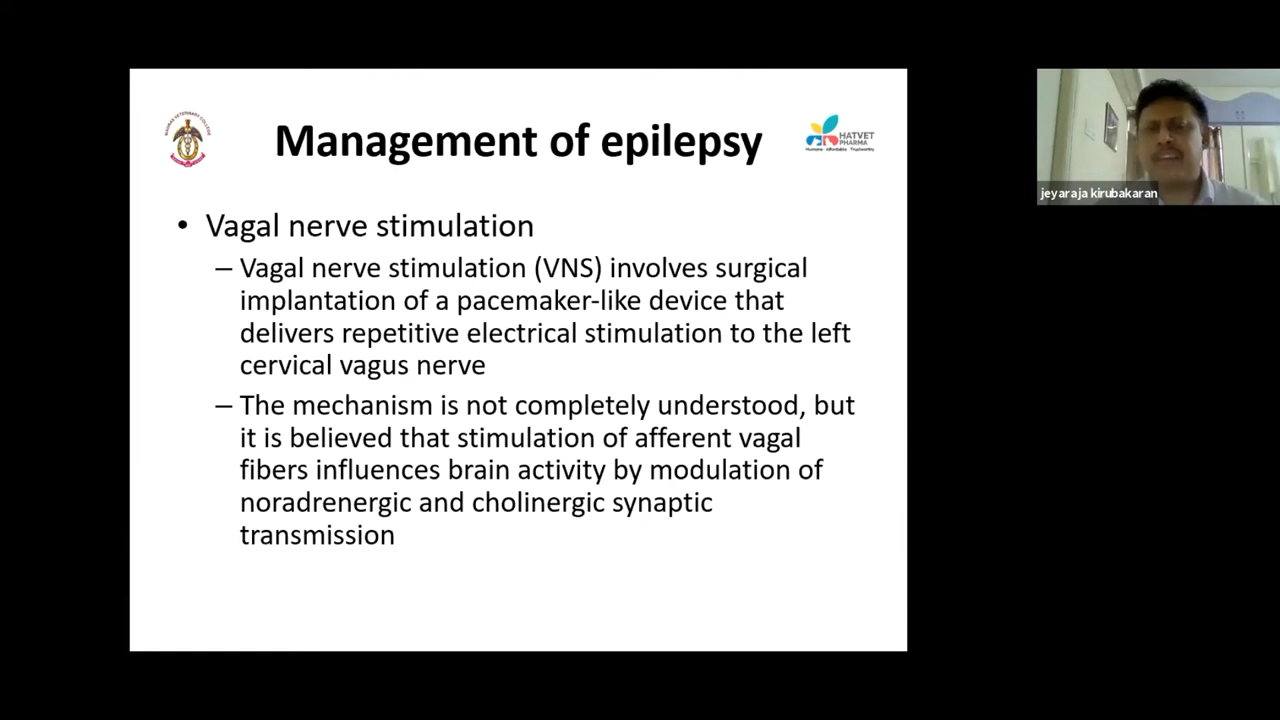 Management of epilepsy
HATVET
PHARMA
Humane Affordable Trustworthy
• Vagal nerve stimulation
– Vagal nerve stimulation (VNS) involves surgical
implantation of a pacemaker-like device that
delivers repetitive electrical stimulation to the left
cervical vagus nerve
– The mechanism is not completely understood, but
it is believed that stimulation of afferent vagal
fibers influences brain activity by modulation of
noradrenergic and cholinergic synaptic
transmission
jeyaraja kirubakaran